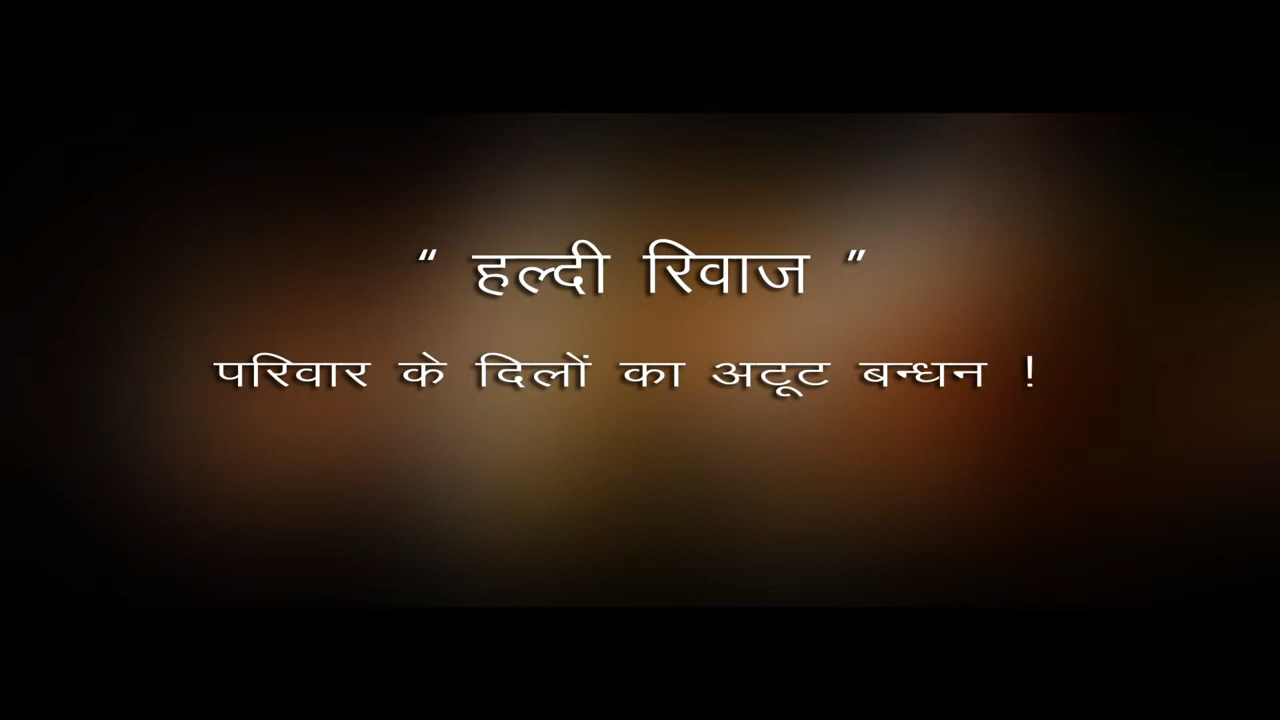 “ हल्दी रिवाज ”
परिवार के दिलों का अटूट बन्धन !